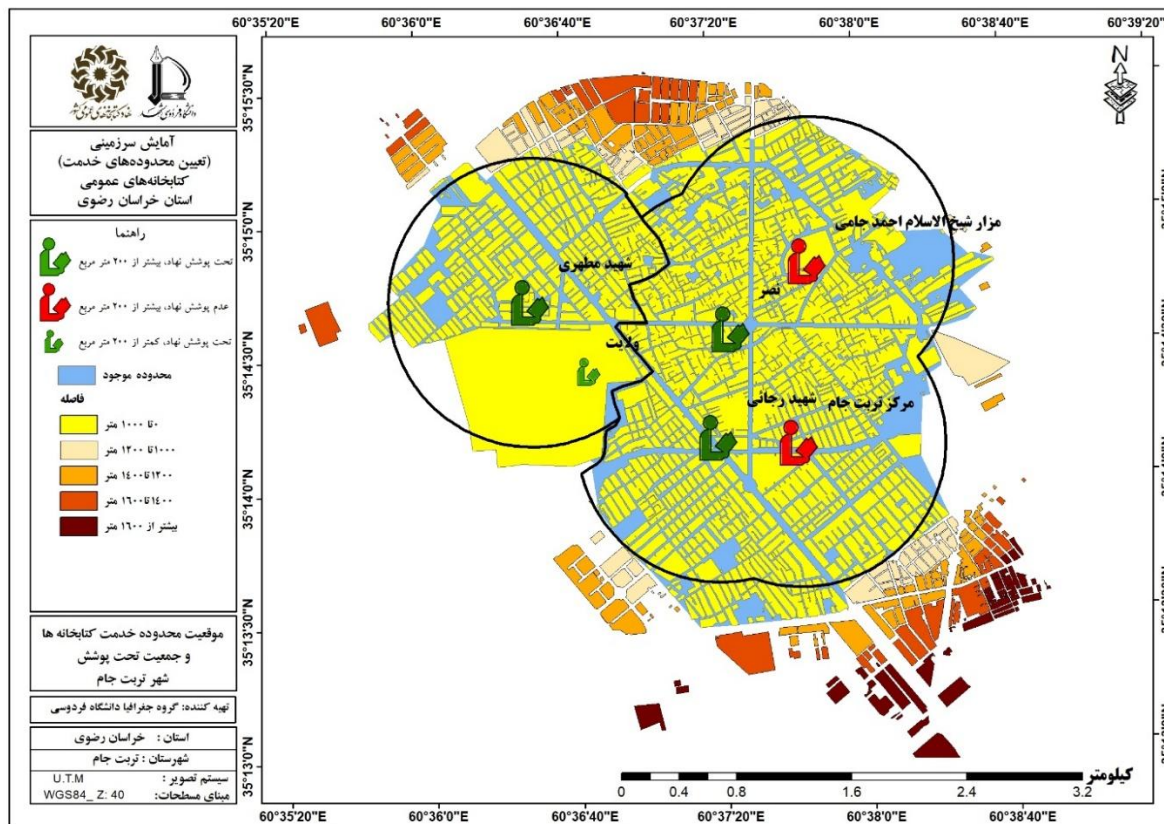 60°35'20"E 60°36'0"E 60°36'40"E 60°37'20"E 60°38'0"E 60°38'40"E 60°39'20"E
دانشگاه فردوسی مشهد
نهاد کتابخانه‌های عمومی کشور
آمایش سرزمینی
(تعیین محدوده‌های خدمت)
کتابخانه‌های عمومی
استان خراسان رضوی
راهنما
تحت پوشش نهاد، بیشتر از ۲۰۰ متر مربع
عدم پوشش نهاد، بیشتر از ۲۰۰ متر مربع
تحت پوشش نهاد، کمتر از ۲۰۰ متر مربع
محدوده موجود
فاصله
۰تا ۱۰۰۰ متر
۱۰۰۰تا ۱۲۰۰ متر
۱۲۰۰تا ۱۴۰۰ متر
۱۴۰۰تا ۱۶۰۰ متر
بیشتر از ۱۶۰۰ متر
موقعیت محدوده خدمت کتابخانه ها
و جمعیت تحت پوشش
شهر تربت جام
تهیه کننده: گروه جغرافیا دانشگاه فردوسی
استان : خراسان رضوی
شهرستان : تربت جام
سیستم تصویر : U.T.M
مبنای مسطحات: WGS84_ Z: 40
35°15'30"N
35°15'0"N
35°14'30"N
35°14'0"N
35°13'30"N
35°13'0"N
N
مزار شیخ الاسلام احمد جامی
شهید مطهری
نصر
ولایت
شهید رجائی
مرکز تربت جام
کیلومتر
0 0.4 0.8 1.6 2.4 3.2
60°35'20"E 60°36'0"E 60°36'40"E 60°37'20"E 60°38'0"E 60°38'40"E